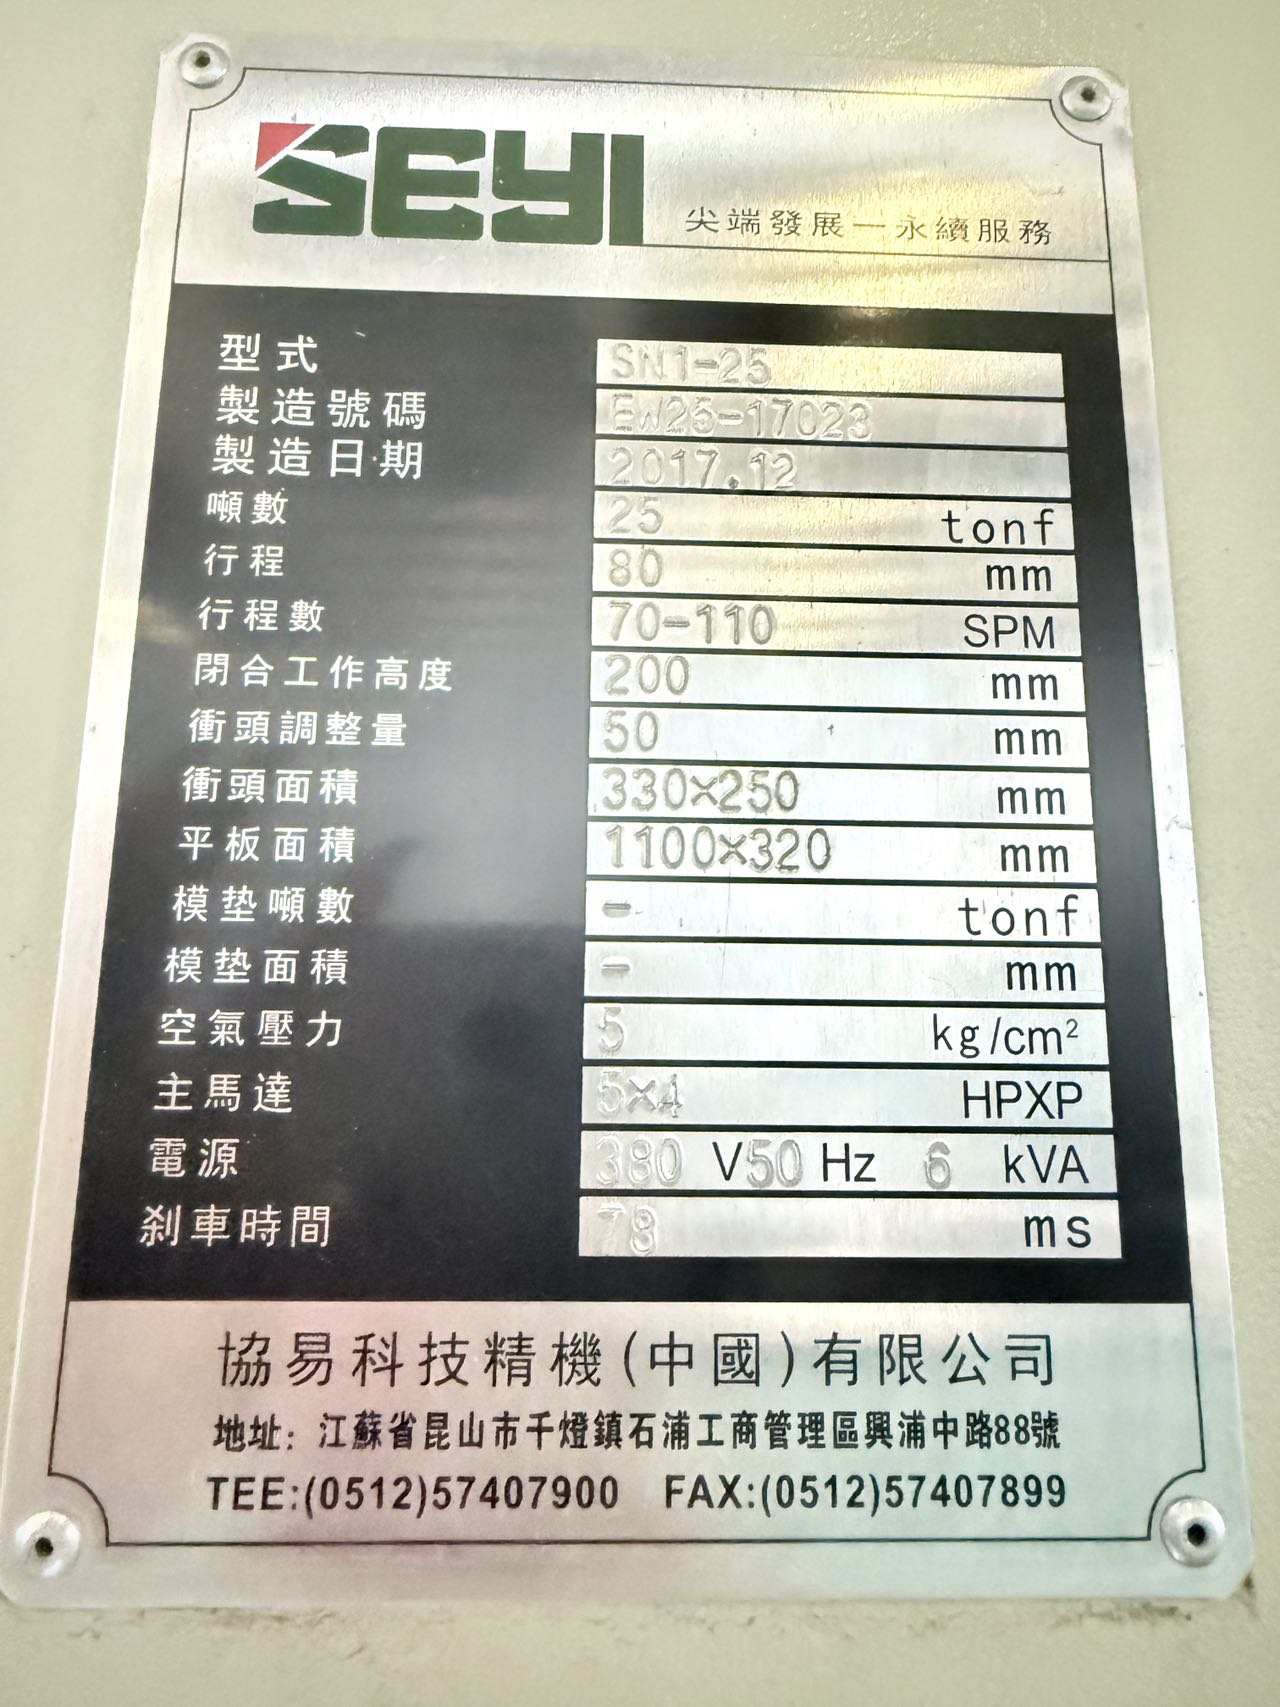 SEYI 尖端發展一永續服務
型式 SN1-25
製造號碼 EW25-17023
製造日期 2017.12
噸數 25 tonf
行程 80 mm
行程數 70-110 SPM
閉合工作高度 200 mm
衝頭調整量 50 mm
衝頭面積 330×250 mm
平板面積 1100×320 mm
模垫噸數 - tonf
模垫面積 - mm
空氣壓力 5 kg/cm²
主馬達 5×4 HPXP
電源 380 V 50 Hz 6 kVA
刹車時間 78 ms
協易科技精機(中國)有限公司
地址: 江蘇省昆山市千燈鎮石浦工商管理區興浦中路88號
TEE:(0512)57407900 FAX:(0512)57407899